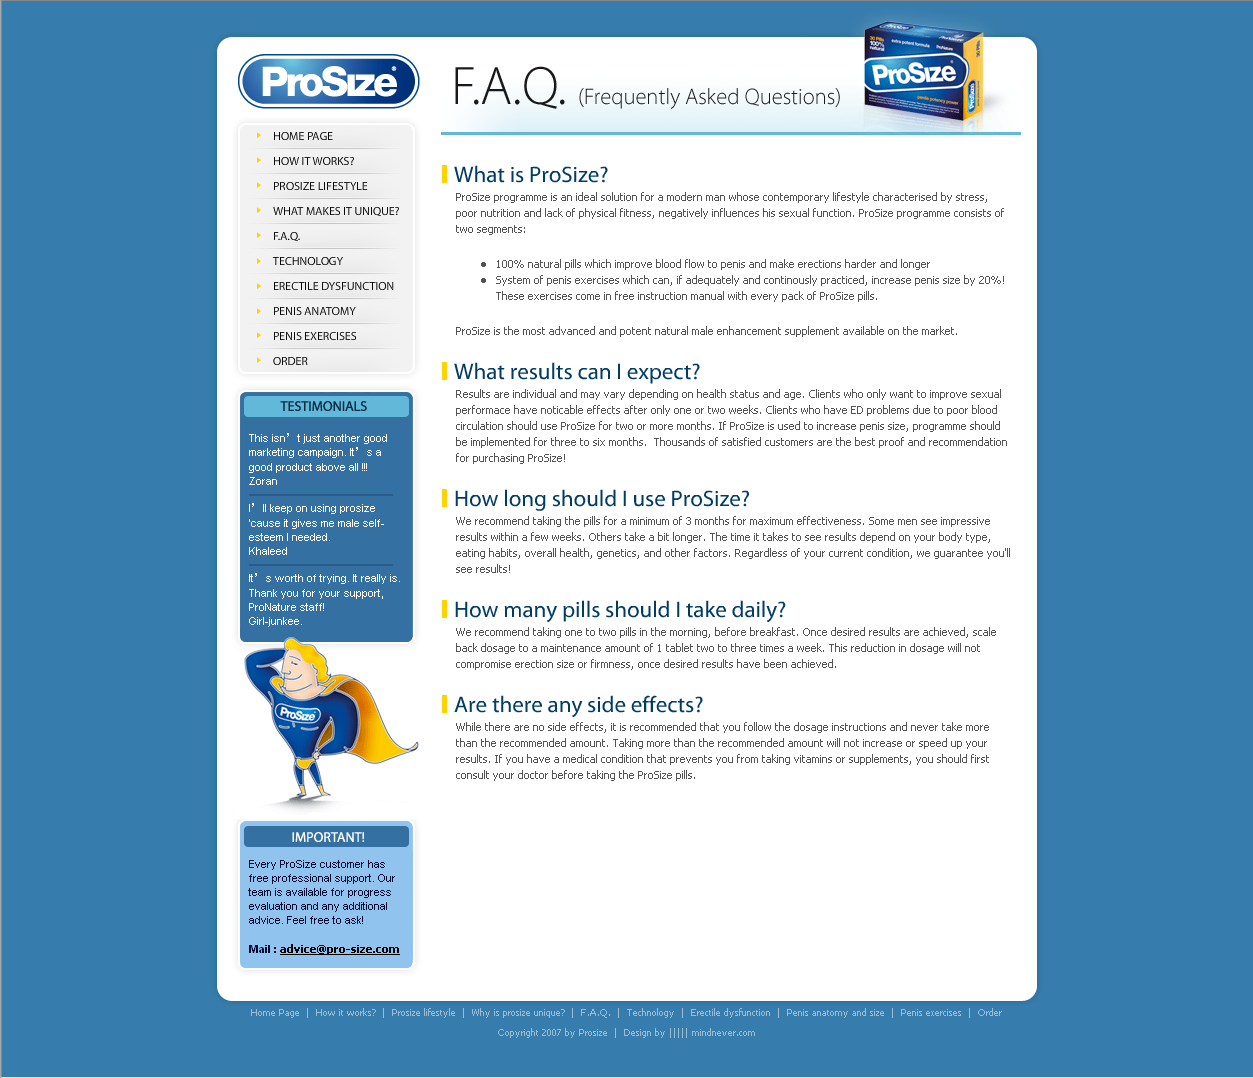 ProSize
F.A.Q. (Frequently Asked Questions)
30 Pills
100%
natural
extra potent formula
ProNature
ProSize
penile potency power
30 Pills
ProSize
HOME PAGE
HOW IT WORKS?
PROSIZE LIFESTYLE
WHAT MAKES IT UNIQUE?
F.A.Q.
TECHNOLOGY
ERECTILE DYSFUNCTION
PENIS ANATOMY
PENIS EXERCISES
ORDER
TESTIMONIALS
This isn’t just another good
marketing campaign. It’s a
good product above all !!!
Zoran
I’ll keep on using prosize
'cause it gives me male self-
esteem I needed.
Khaleed
It’s worth of trying. It really is.
Thank you for your support,
ProNature staff!
Girl-junkee.
ProSize
IMPORTANT!
Every ProSize customer has
free professional support. Our
team is available for progress
evaluation and any additional
advice. Feel free to ask!
Mail : advice@pro-size.com
What is ProSize?
ProSize programme is an ideal solution for a modern man whose contemporary lifestyle characterised by stress,
poor nutrition and lack of physical fitness, negatively influences his sexual function. ProSize programme consists of
two segments:
• 100% natural pills which improve blood flow to penis and make erections harder and longer
• System of penis exercises which can, if adequately and continously practiced, increase penis size by 20%!
These exercises come in free instruction manual with every pack of ProSize pills.
ProSize is the most advanced and potent natural male enhancement supplement available on the market.
What results can I expect?
Results are individual and may vary depending on health status and age. Clients who only want to improve sexual
performace have noticable effects after only one or two weeks. Clients who have ED problems due to poor blood
circulation should use ProSize for two or more months. If ProSize is used to increase penis size, programme should
be implemented for three to six months. Thousands of satisfied customers are the best proof and recommendation
for purchasing ProSize!
How long should I use ProSize?
We recommend taking the pills for a minimum of 3 months for maximum effectiveness. Some men see impressive
results within a few weeks. Others take a bit longer. The time it takes to see results depend on your body type,
eating habits, overall health, genetics, and other factors. Regardless of your current condition, we guarantee you'll
see results!
How many pills should I take daily?
We recommend taking one to two pills in the morning, before breakfast. Once desired results are achieved, scale
back dosage to a maintenance amount of 1 tablet two to three times a week. This reduction in dosage will not
compromise erection size or firmness, once desired results have been achieved.
Are there any side effects?
While there are no side effects, it is recommended that you follow the dosage instructions and never take more
than the recommended amount. Taking more than the recommended amount will not increase or speed up your
results. If you have a medical condition that prevents you from taking vitamins or supplements, you should first
consult your doctor before taking the ProSize pills.
Home Page | How it works? | Prosize lifestyle | Why is prosize unique? | F.A.Q. | Technology | Erectile dysfunction | Penis anatomy and size | Penis exercises | Order
Copyright 2007 by Prosize | Design by ||||| mindnever.com